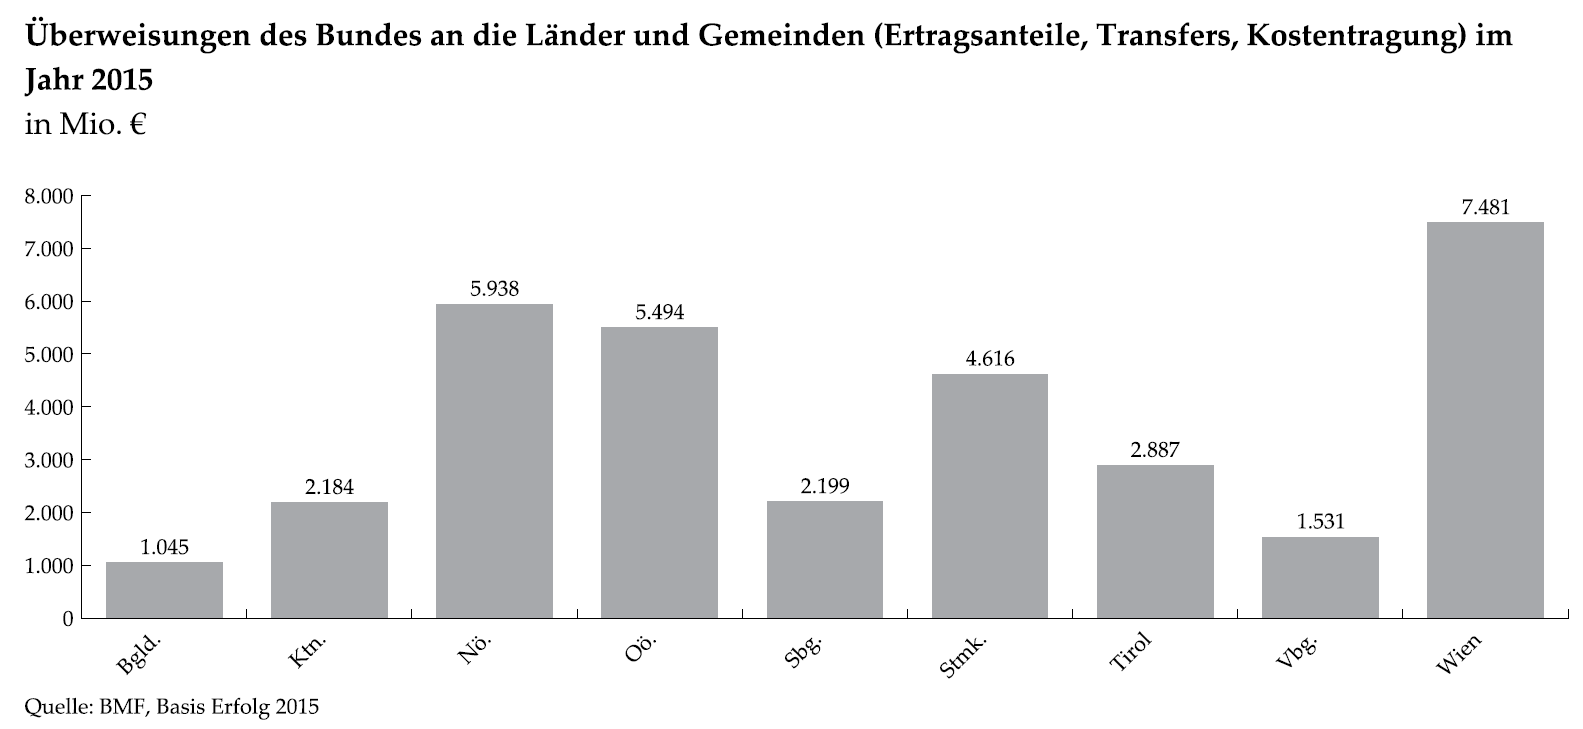 Überweisungen des Bundes an die Länder und Gemeinden (Ertragsanteile, Transfers, Kostentragung) im
Jahr 2015
in Mio. €
8.000
7.000
6.000
5.000
4.000
3.000
2.000
1.000
0
1.045
2.184
5.938
5.494
2.199
4.616
2.887
1.531
7.481
Bgld.
Ktn.
Nö.
Oö.
Sbg.
Stmk.
Tirol
Vbg.
Wien
Quelle: BMF, Basis Erfolg 2015